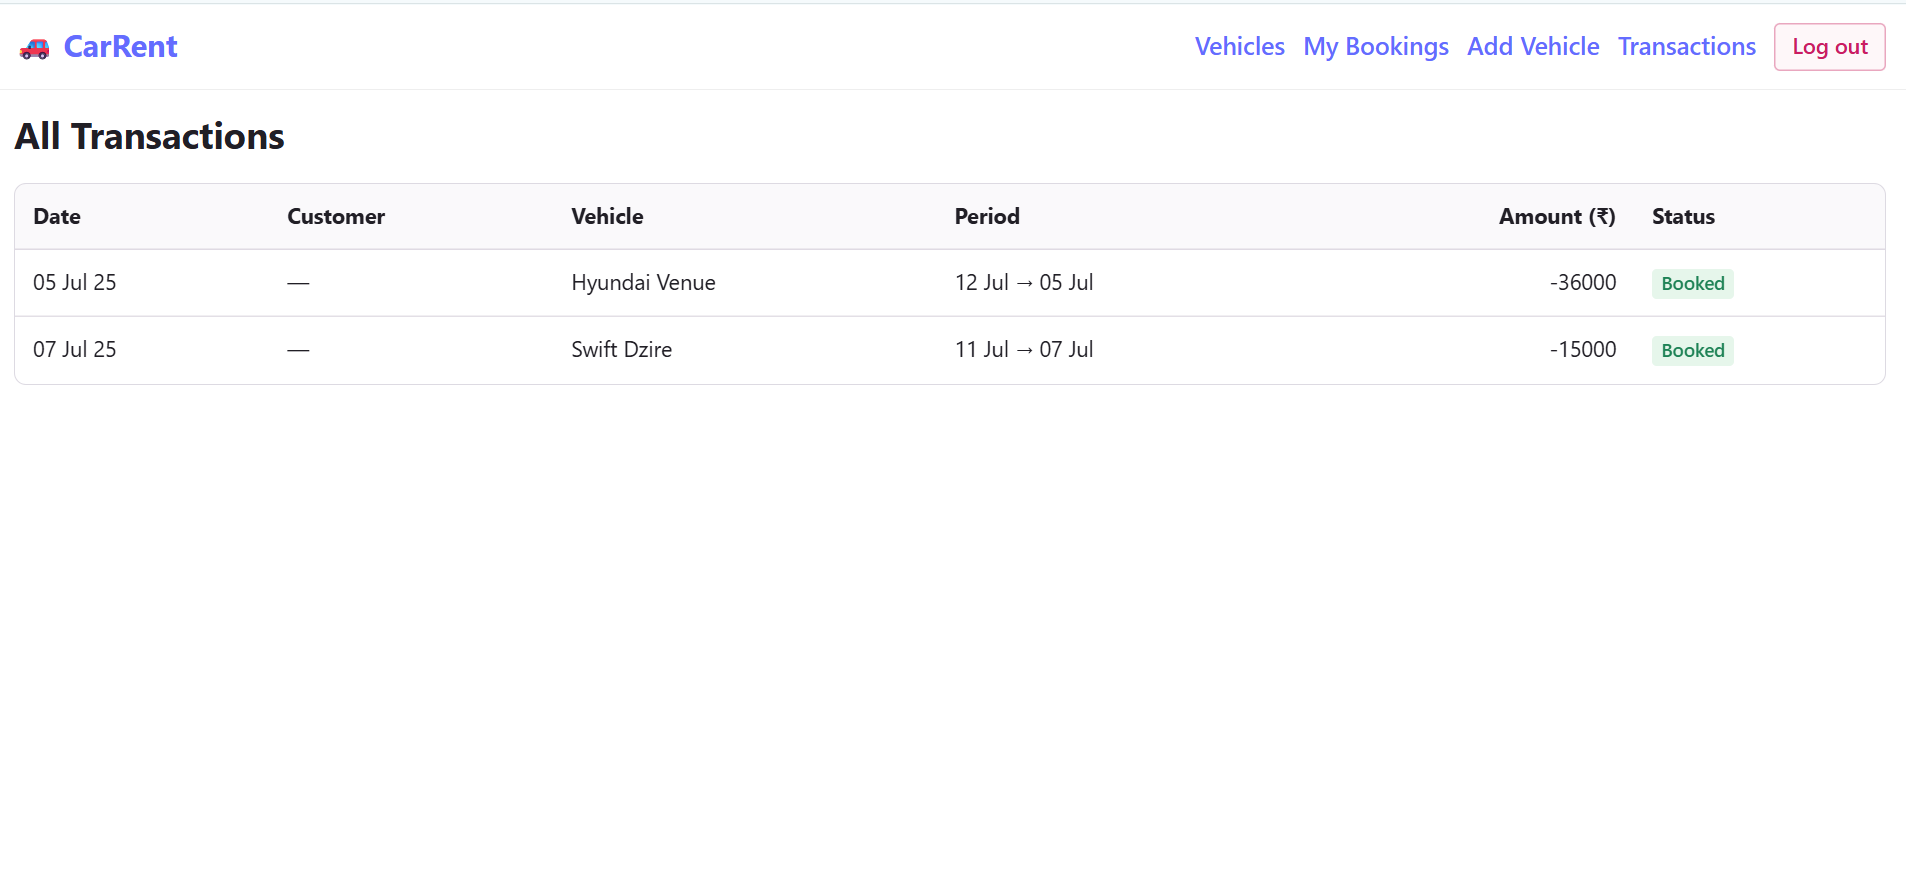 CarRent Vehicles My Bookings Add Vehicle Transactions Log out
All Transactions
Date Customer Vehicle Period Amount (₹) Status
05 Jul 25 — Hyundai Venue 12 Jul → 05 Jul -36000 Booked
07 Jul 25 — Swift Dzire 11 Jul → 07 Jul -15000 Booked